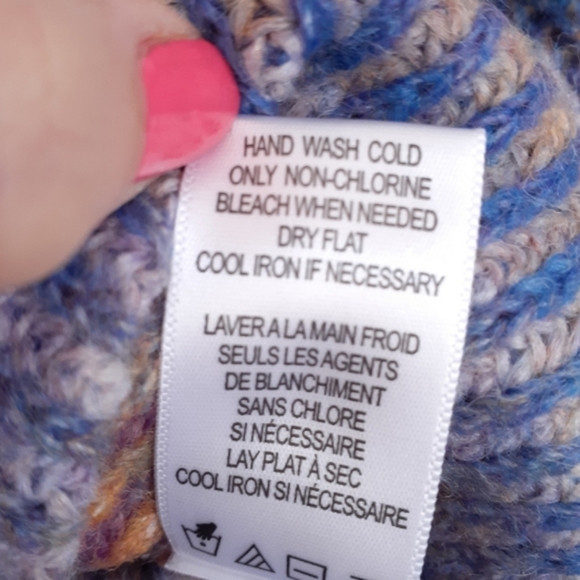 HAND WASH COLD
ONLY NON-CHLORINE
BLEACH WHEN NEEDED
DRY FLAT
COOL IRON IF NECESSARY
LAVER A LA MAIN FROID
SEULS LES AGENTS
DE BLANCHIMENT
SANS CHLORE
SI NÉCESSAIRE
LAY PLAT À SEC
COOL IRON SI NÉCESSAIRE